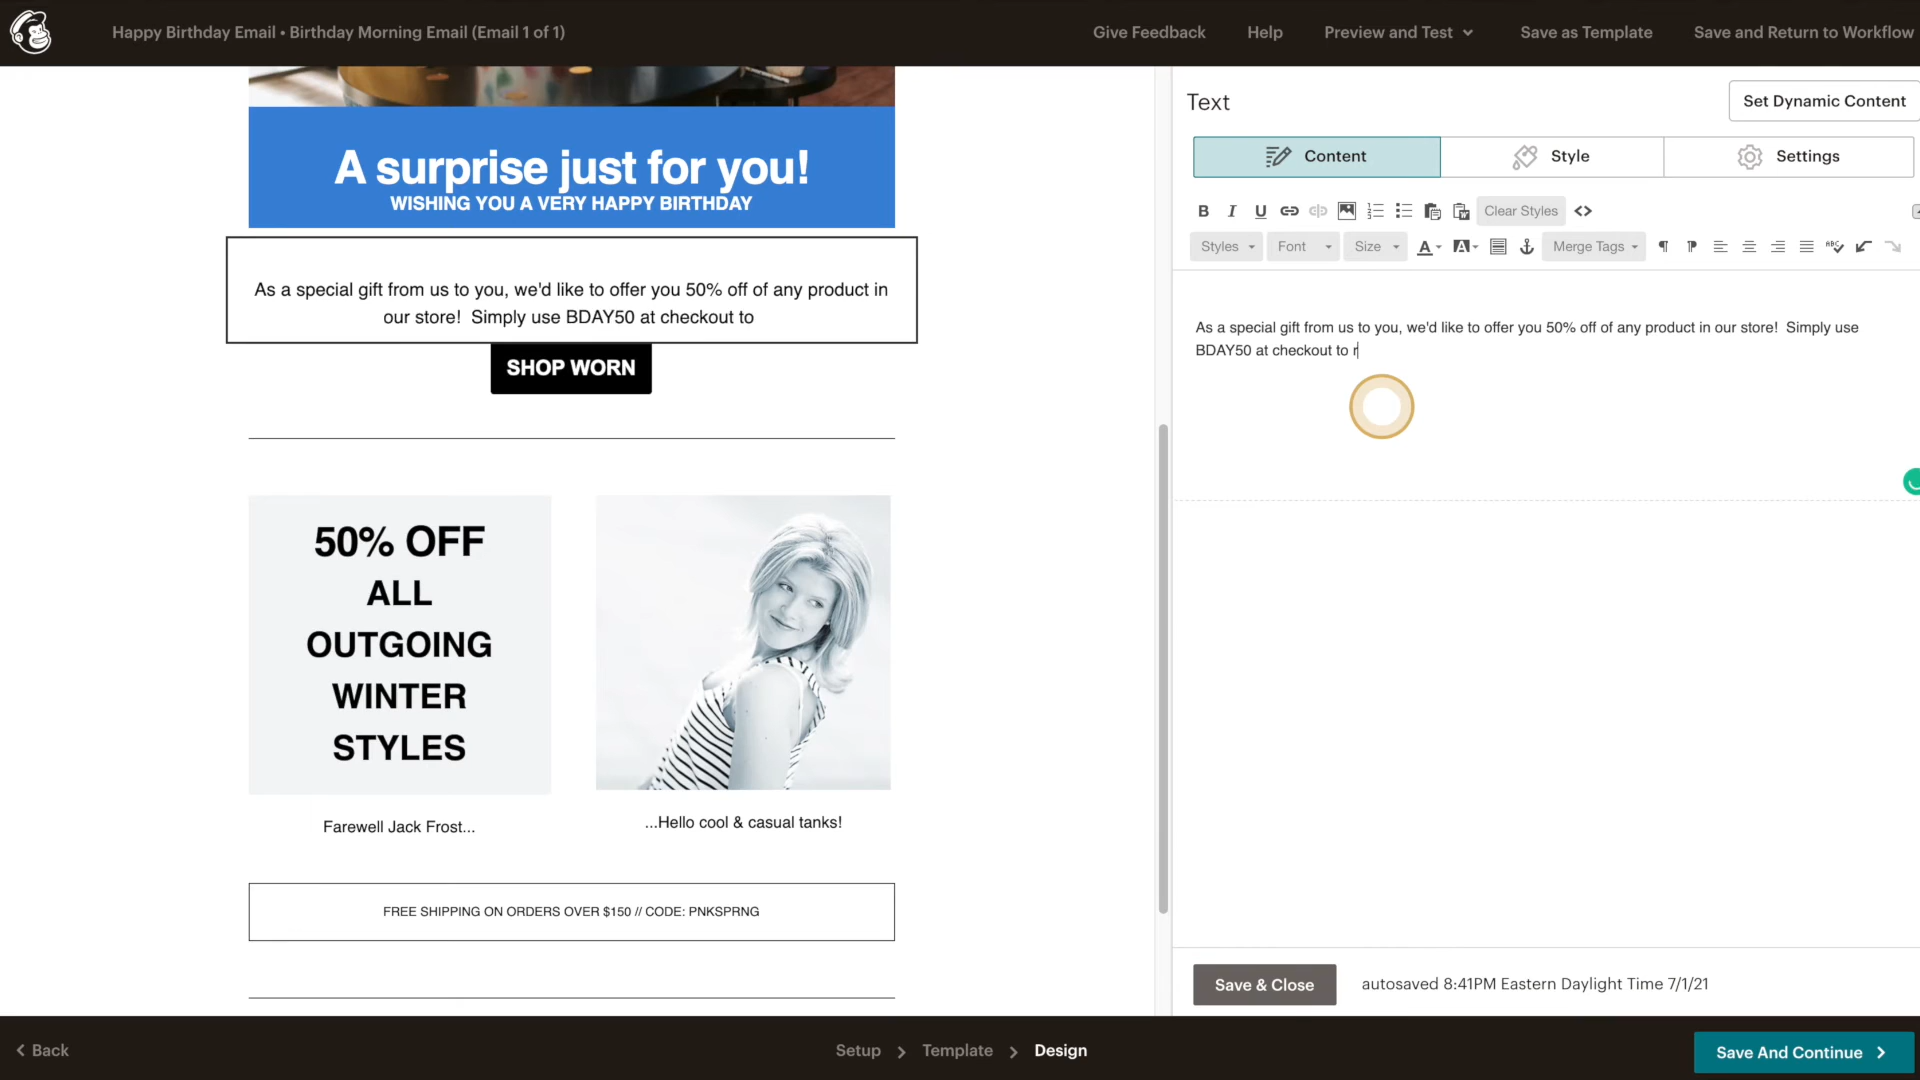 Happy Birthday Email • Birthday Morning Email (Email 1 of 1)
Give Feedback
Help
Preview and Test
Save as Template
Save and Return to Workflow
A surprise just for you!
WISHING YOU A VERY HAPPY BIRTHDAY
As a special gift from us to you, we'd like to offer you 50% off of any product in
our store!  Simply use BDAY50 at checkout to
SHOP WORN
50% OFF
ALL
OUTGOING
WINTER
STYLES
Farewell Jack Frost...
...Hello cool & casual tanks!
FREE SHIPPING ON ORDERS OVER $150 // CODE: PNKSPRNG
Text
Set Dynamic Content
Content
Style
Settings
B I U
Clear Styles
<>
Styles
Font
Size
A
A
Merge Tags
ABC
As a special gift from us to you, we'd like to offer you 50% off of any product in our store!  Simply use
BDAY50 at checkout to r
Save & Close
autosaved 8:41PM Eastern Daylight Time 7/1/21
Back
Setup
Template
Design
Save And Continue